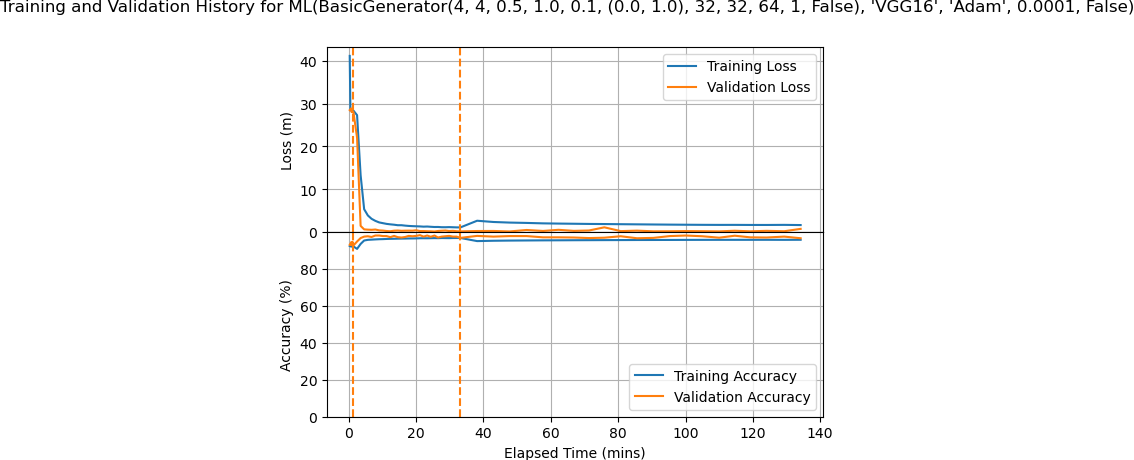 Training and Validation History for ML(BasicGenerator(4, 4, 0.5, 1.0, 0.1, (0.0, 1.0), 32, 32, 64, 1, False), 'VGG16', 'Adam', 0.0001, False)
Training Loss
Validation Loss
Loss (m)
40
30
20
10
0
Accuracy (%)
80
60
40
20
0
Training Accuracy
Validation Accuracy
0 20 40 60 80 100 120 140
Elapsed Time (mins)